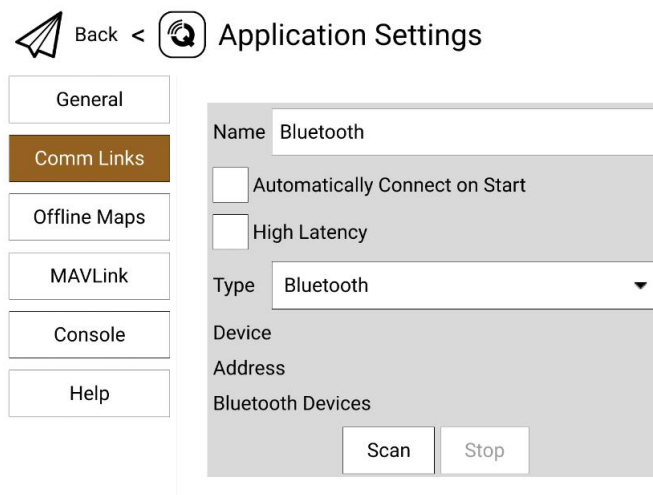 Back < Application Settings
General
Comm Links
Offline Maps
MAVLink
Console
Help
Name Bluetooth
Automatically Connect on Start
High Latency
Type Bluetooth
Device
Address
Bluetooth Devices
Scan Stop